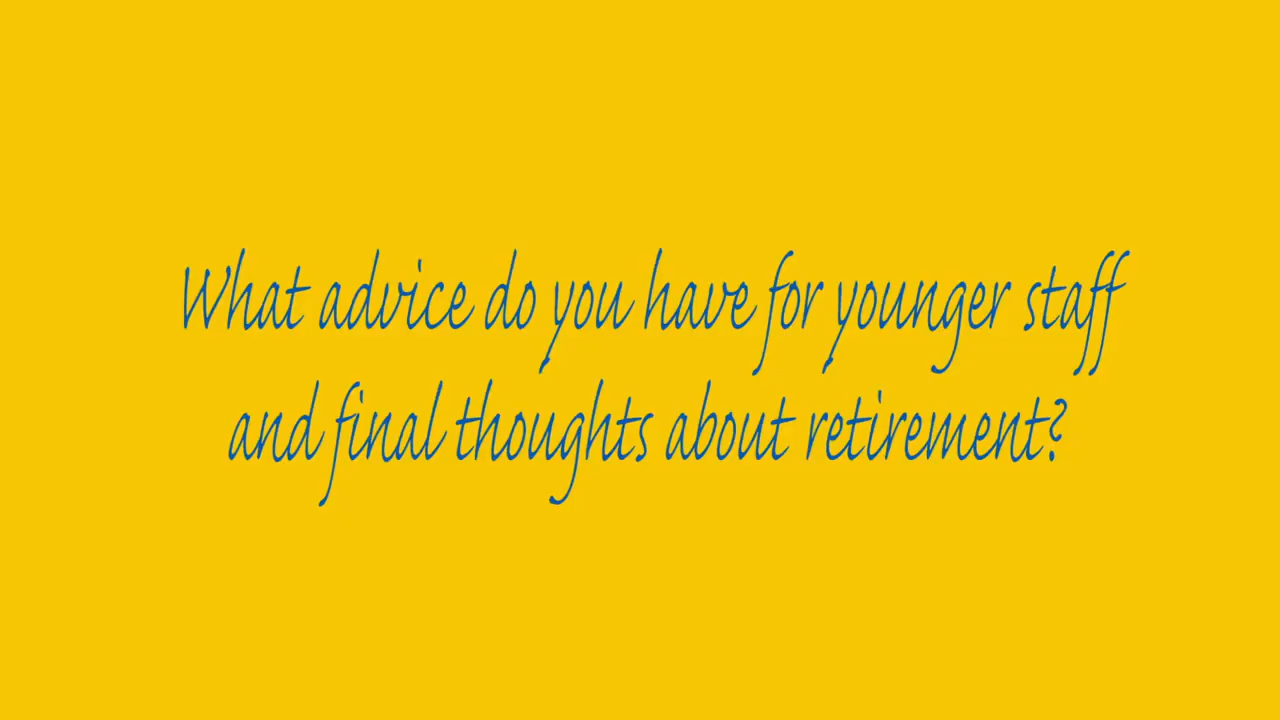 What advice do you have for younger staff
and final thoughts about retirement?